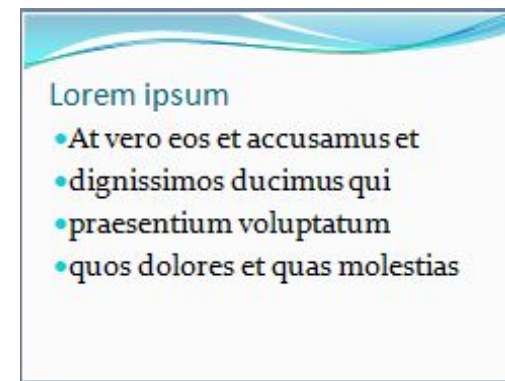 Lorem ipsum
•At vero eos et accusamus et
•dignissimos ducimus qui
•praesentium voluptatum
•quos dolores et quas molestias